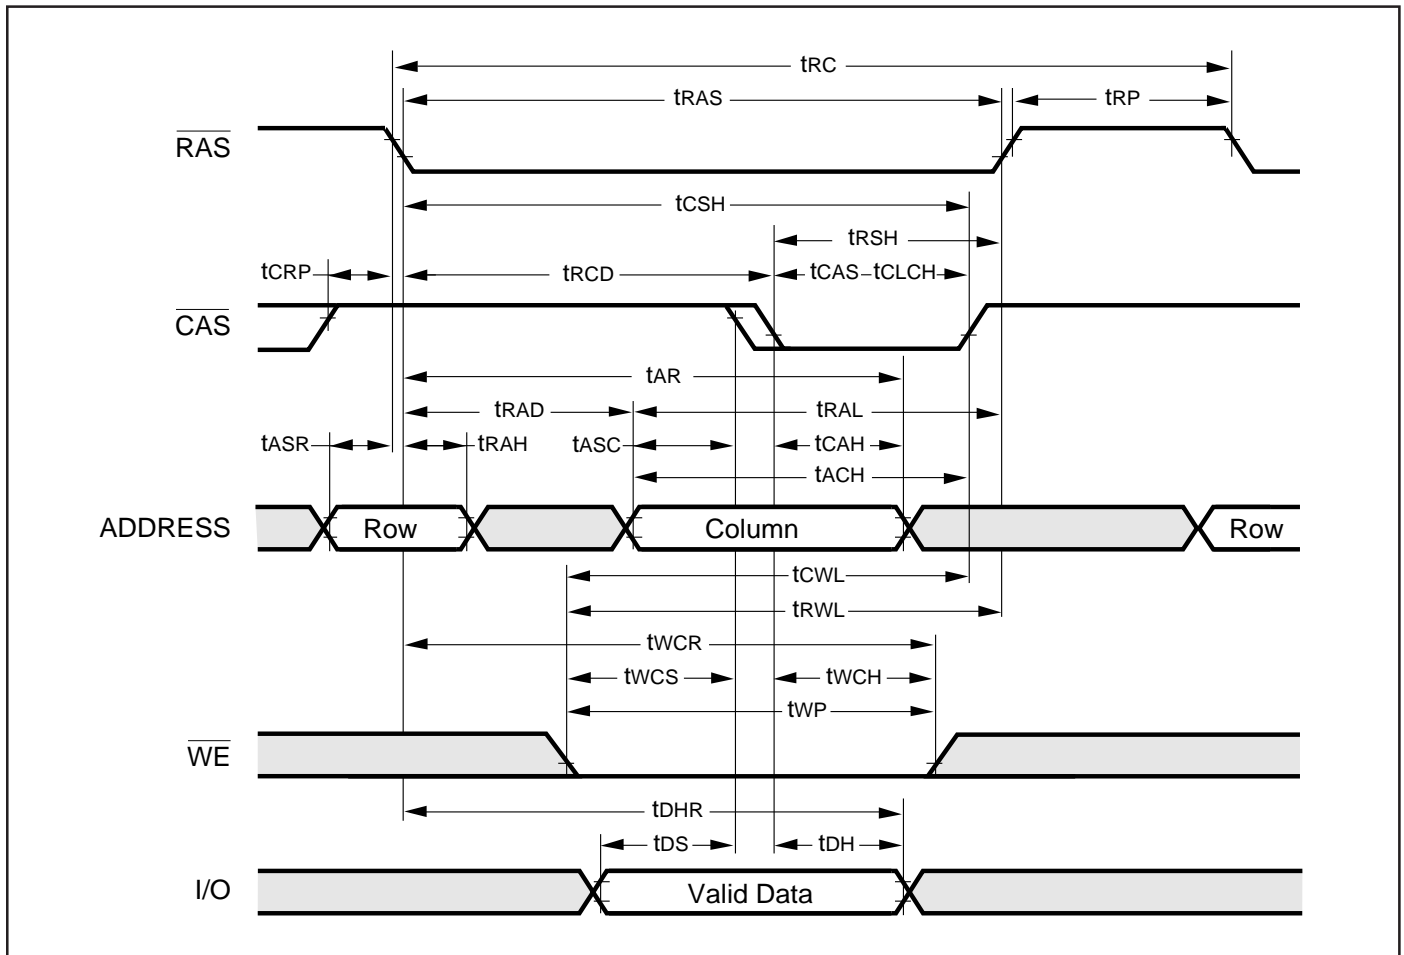 tRC
tRAS
tRP
RAS
tCSH
tRSH
tCRP
tRCD
tCAS
tCLCH
CAS
tAR
tRAD
tRAL
tASR
tRAH
tASC
tCAH
tACH
ADDRESS
Row
Column
Row
tCWL
tRWL
tWCR
tWCS
tWCH
tWP
WE
tDHR
tDS
tDH
I/O
Valid Data